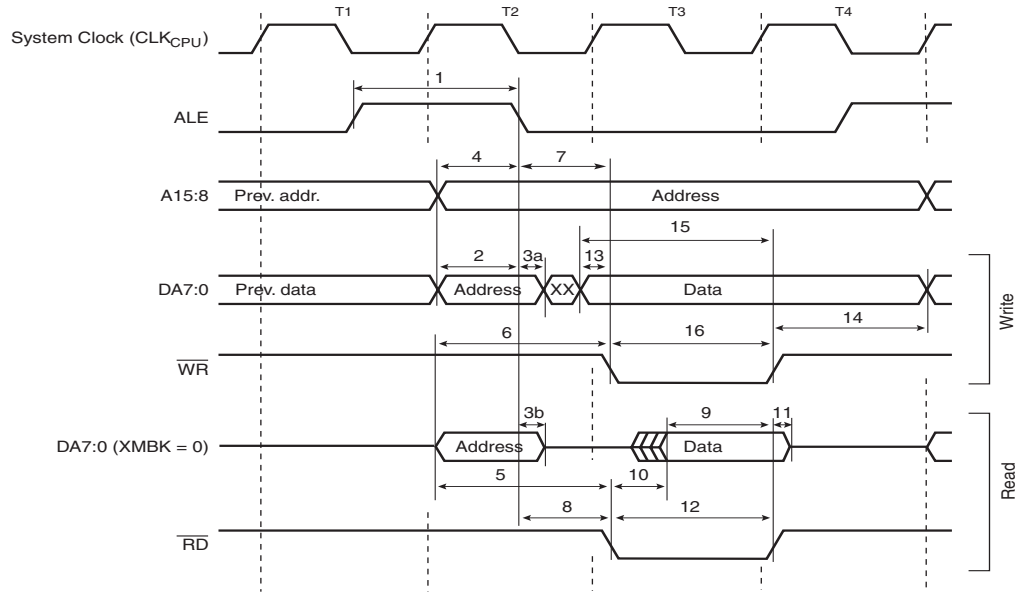 T1 T2 T3 T4
System Clock (CLKCPU)
1
ALE
4 7
A15:8 Prev. addr. Address
15
2 3a 13
DA7:0 Prev. data Address XX Data
14
6 16
WR
Write
3b 9 11
DA7:0 (XMBK = 0) Address Data
5 10
8 12
RD
Read